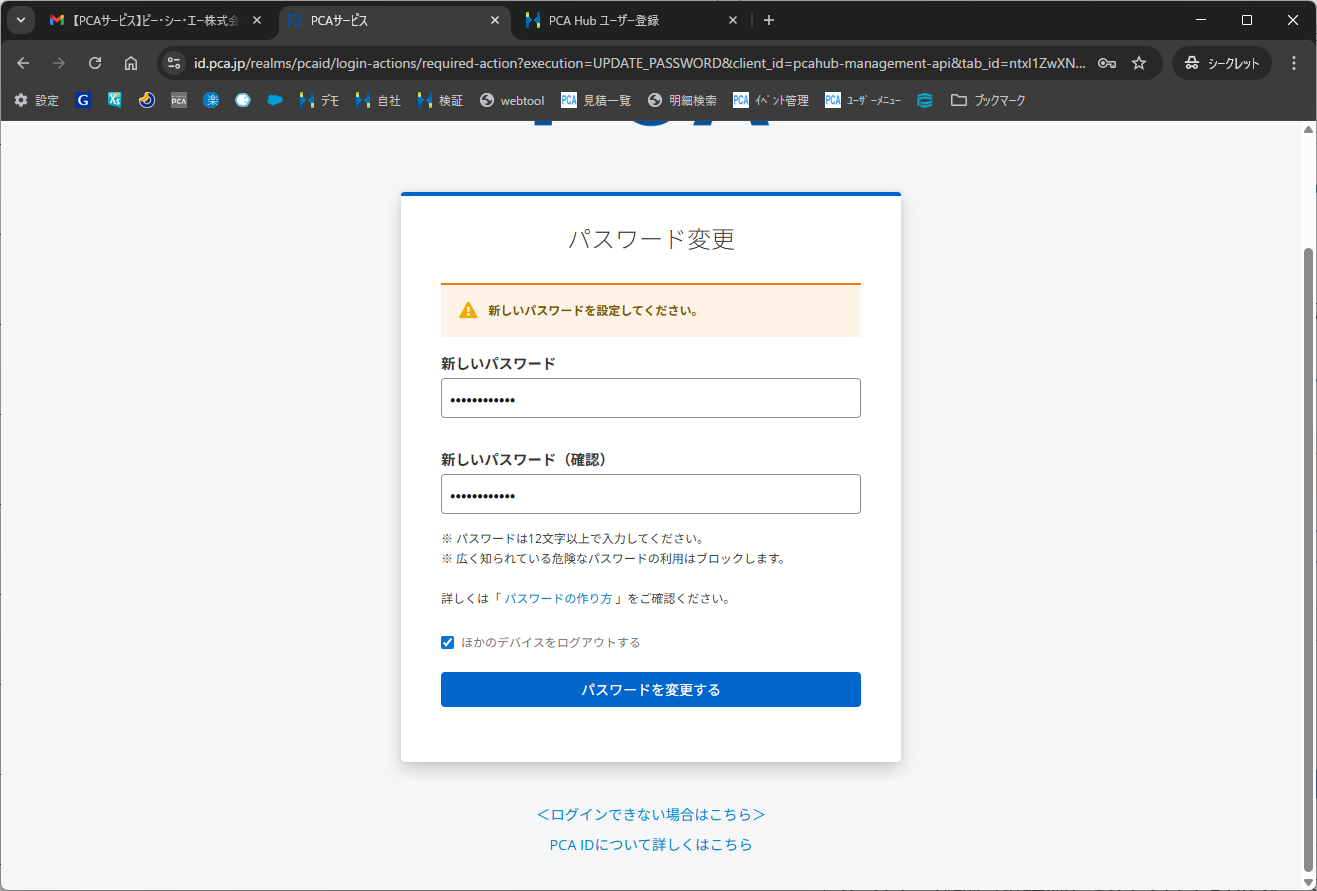 【PCAサービス】ピー・シー・エー株式会
PCAサービス
PCA Hub ユーザー登録
id.pca.jp/realms/pcaid/login-actions/required-action?execution=UPDATE_PASSWORD&client_id=pcahub-management-api&tab_id=ntxl1ZwXN...
シークレット
設定
G
PCA
デモ
自社
検証
webtool
PCA 見積一覧
明細検索
PCA ｲﾍﾞﾝﾄ管理
PCA ﾕｰｻﾞｰﾒﾆｭｰ
ブックマーク
パスワード変更
新しいパスワードを設定してください。
新しいパスワード
新しいパスワード（確認）
※ パスワードは12文字以上で入力してください。
※ 広く知られている危険なパスワードの利用はブロックします。
詳しくは「 パスワードの作り方 」をご確認ください。
ほかのデバイスをログアウトする
パスワードを変更する
＜ログインできない場合はこちら＞
PCA IDについて詳しくはこちら